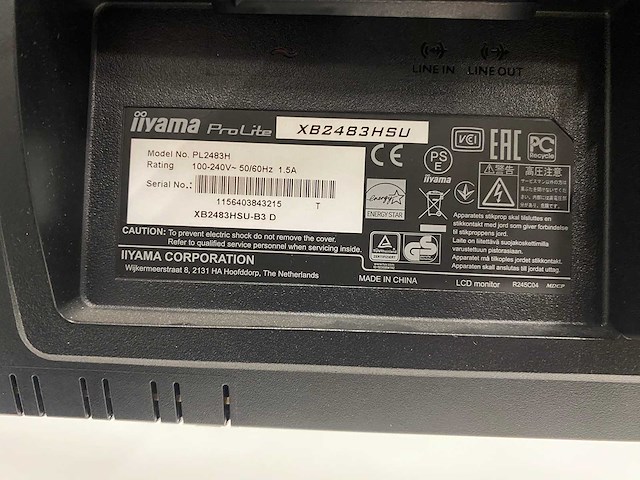 LINE IN LINE OUT
iiyama ProLite XB2483HSU
Model No. PL2483H
Rating 100-240V~ 50/60Hz 1.5A
Serial No.:
1156403843215 T
XB2483HSU-B3 D
CE
PS
E
iiyama
VCI
EAC
PC
Recycle
ENERGY STAR
警告
高圧注意
Apparatets stikprop skal tilsluttes en
stikkontakt med jord som giver forbindelse
til stikproppens jord.
Laite on liitettävä suojakoskettimilla
varustettuun pistorasiaan.
Apparatet må tilkoples jordet stikkontakt.
Apparaten skall anslutas till jordat uttag.
CAUTION: To prevent electric shock do not remove the cover.
Refer to qualified service personnel when servicing inside.
IIYAMA CORPORATION
Wijkermeerstraat 8, 2131 HA Hoofddorp, The Netherlands
GS
MADE IN CHINA LCD monitor R245C04 MDCP